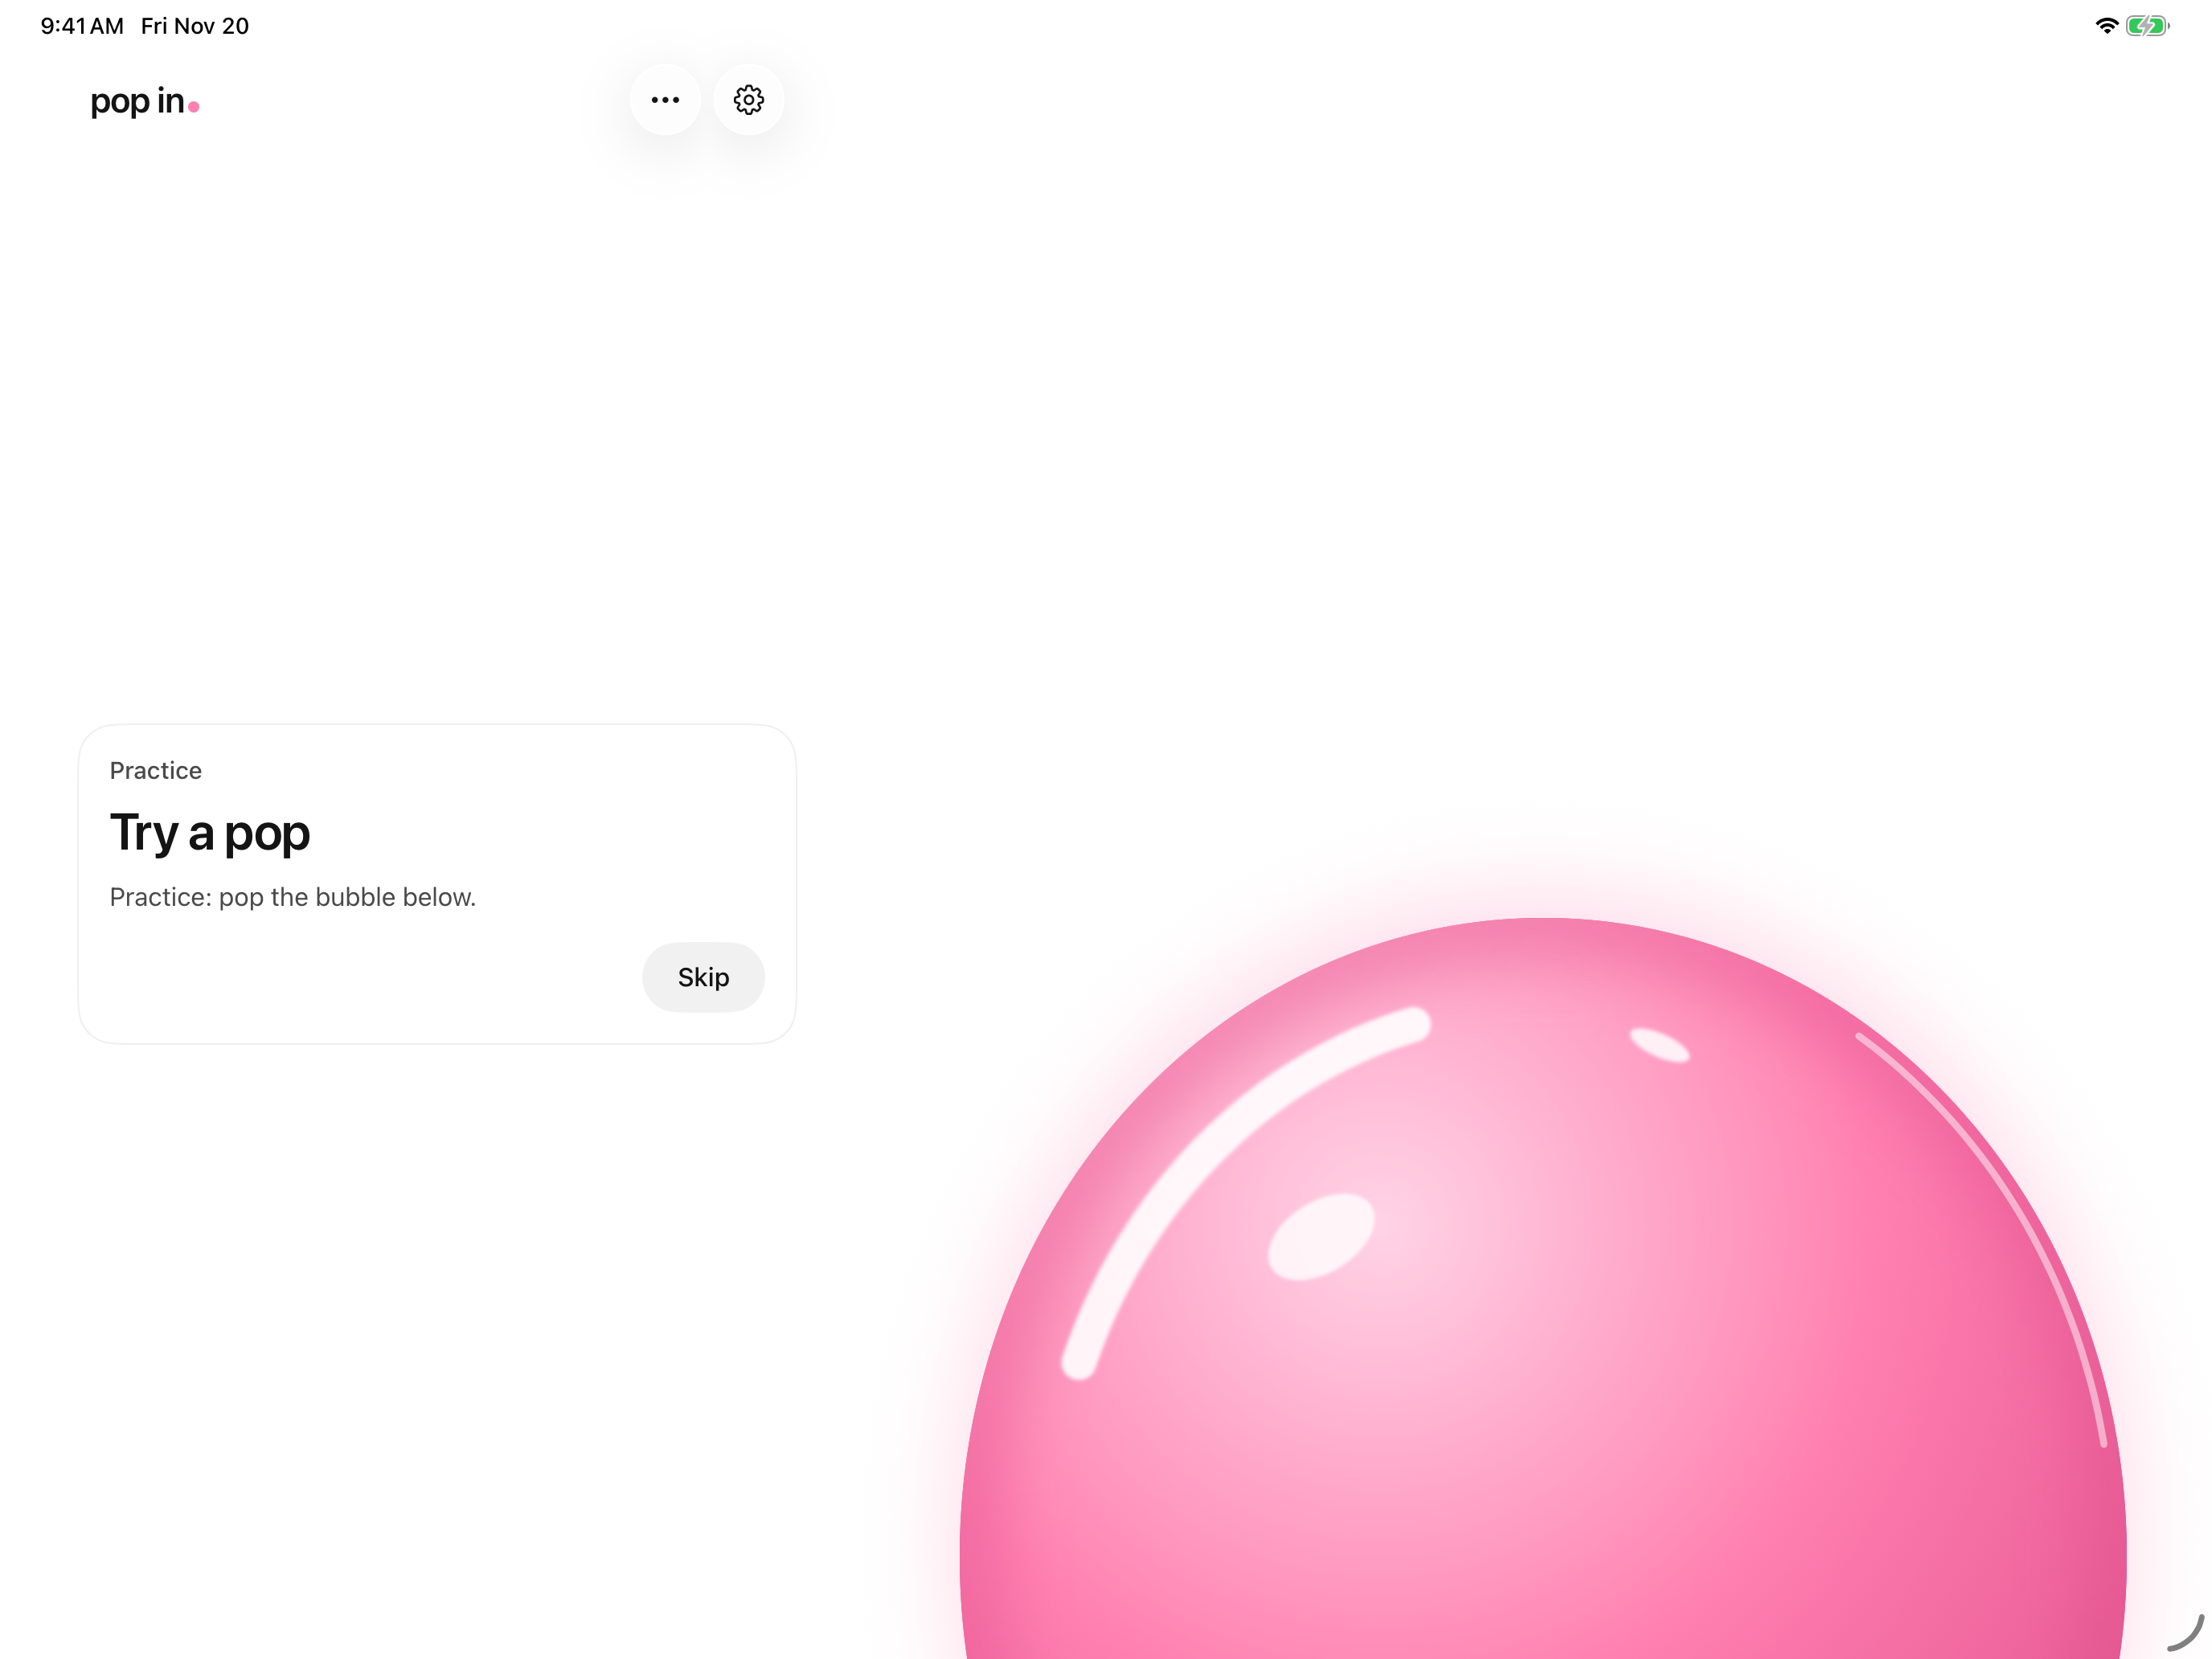 9:41 AM Fri Nov 20
pop in
Practice
Try a pop
Practice: pop the bubble below.
Skip